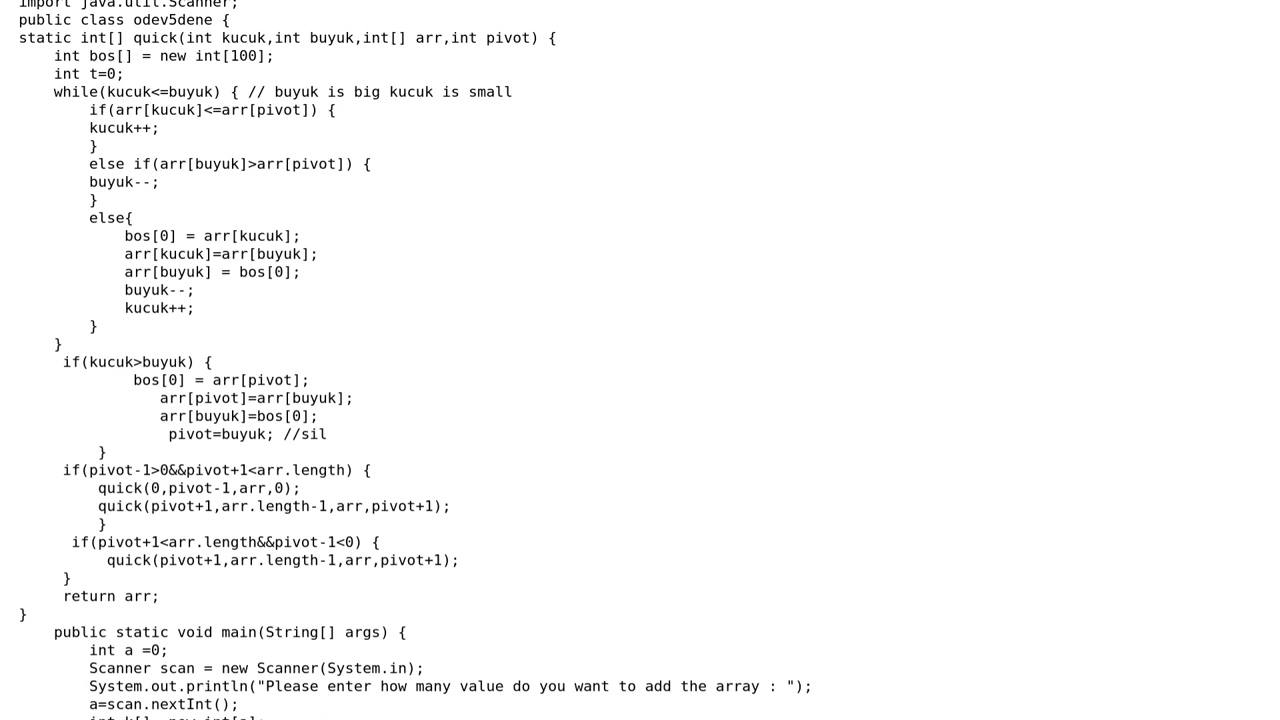 import java.util.Scanner;
public class odev5dene {
static int[] quick(int kucuk,int buyuk,int[] arr,int pivot) {
    int bos[] = new int[100];
    int t=0;
    while(kucuk<=buyuk) { // buyuk is big kucuk is small
        if(arr[kucuk]<=arr[pivot]) {
        kucuk++;
        }
        else if(arr[buyuk]>arr[pivot]) {
        buyuk--;
        }
        else{
            bos[0] = arr[kucuk];
            arr[kucuk]=arr[buyuk];
            arr[buyuk] = bos[0];
            buyuk--;
            kucuk++;
        }
    }
     if(kucuk>buyuk) {
             bos[0] = arr[pivot];
                arr[pivot]=arr[buyuk];
                arr[buyuk]=bos[0];
                 pivot=buyuk; //sil
         }
     if(pivot-1>0&&pivot+1<arr.length) {
         quick(0,pivot-1,arr,0);
         quick(pivot+1,arr.length-1,arr,pivot+1);
         }
      if(pivot+1<arr.length&&pivot-1<0) {
          quick(pivot+1,arr.length-1,arr,pivot+1);
     }
     return arr;
}
    public static void main(String[] args) {
        int a =0;
        Scanner scan = new Scanner(System.in);
        System.out.println("Please enter how many value do you want to add the array : ");
        a=scan.nextInt();